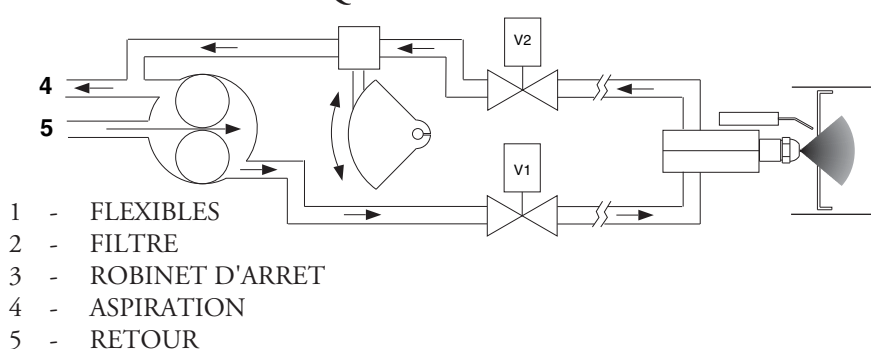 V2
4
5
V1
1 - FLEXIBLES
2 - FILTRE
3 - ROBINET D'ARRET
4 - ASPIRATION
5 - RETOUR